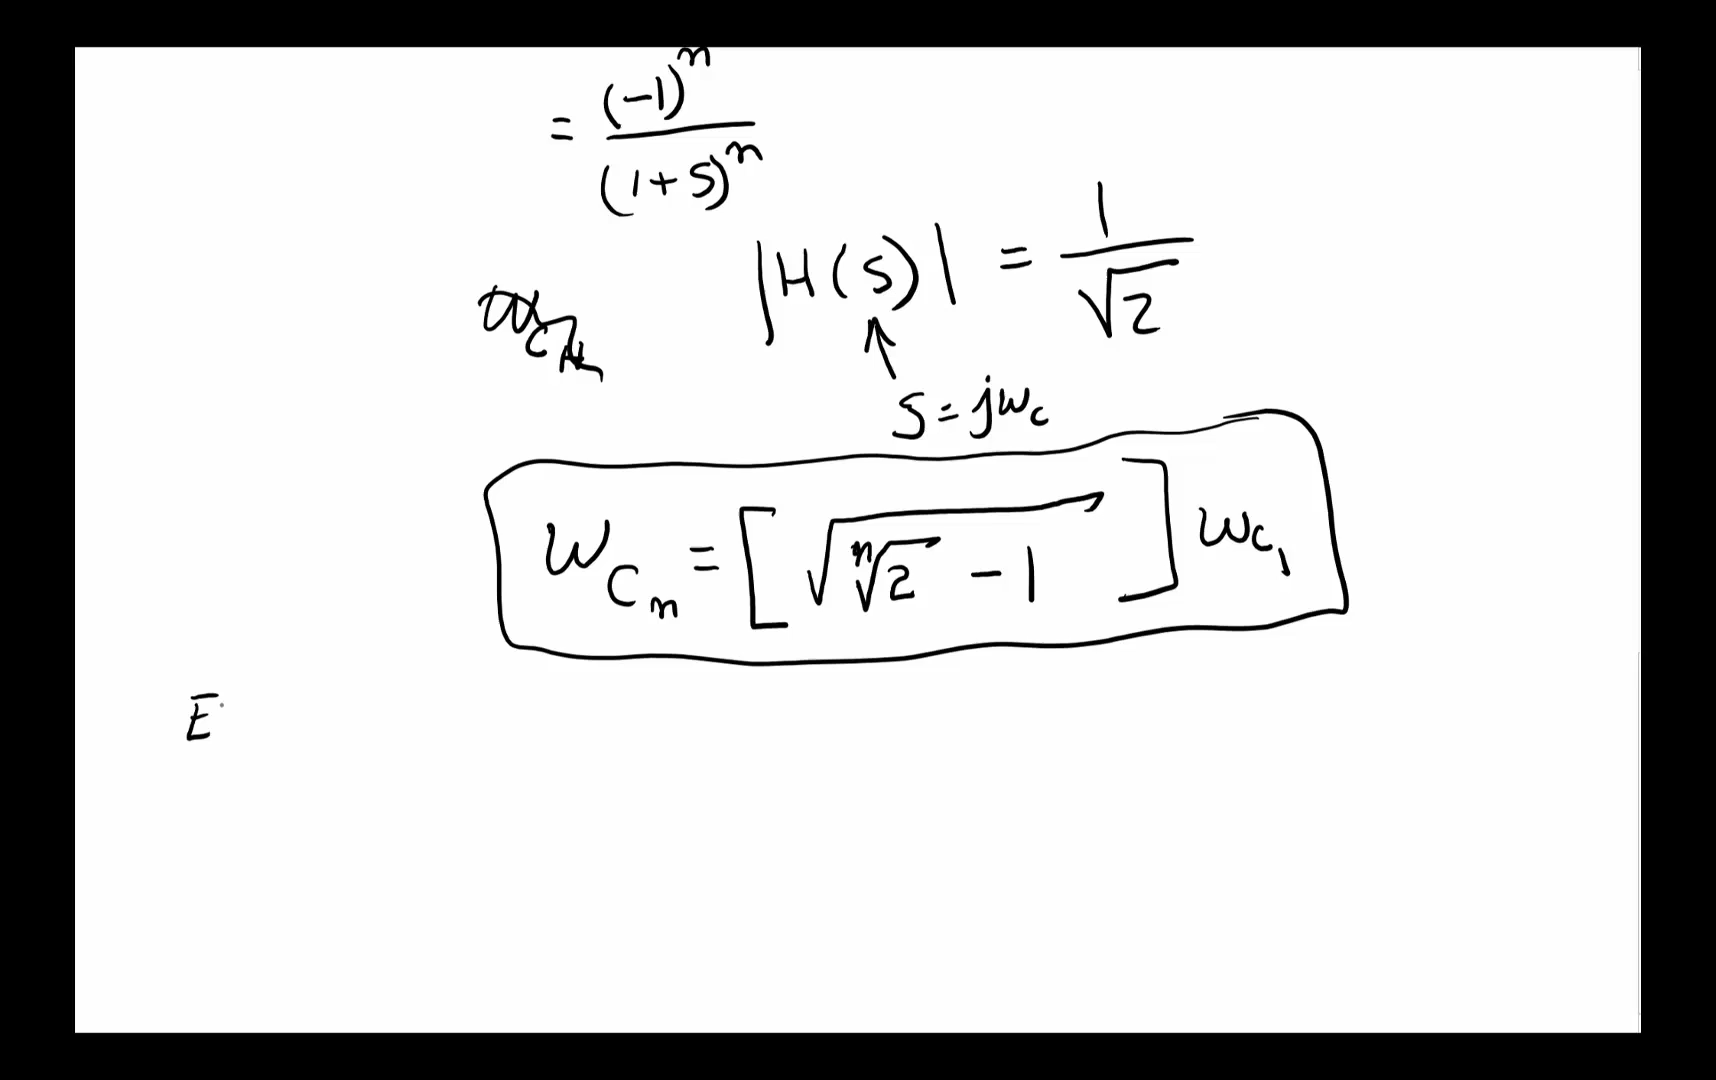 = (-1)^n / (1+S)^n
|H(S)| = 1/√2
↑
S = jω_c
ω_{c_n} = [√(ⁿ√2 - 1)] ω_{c_1}
E